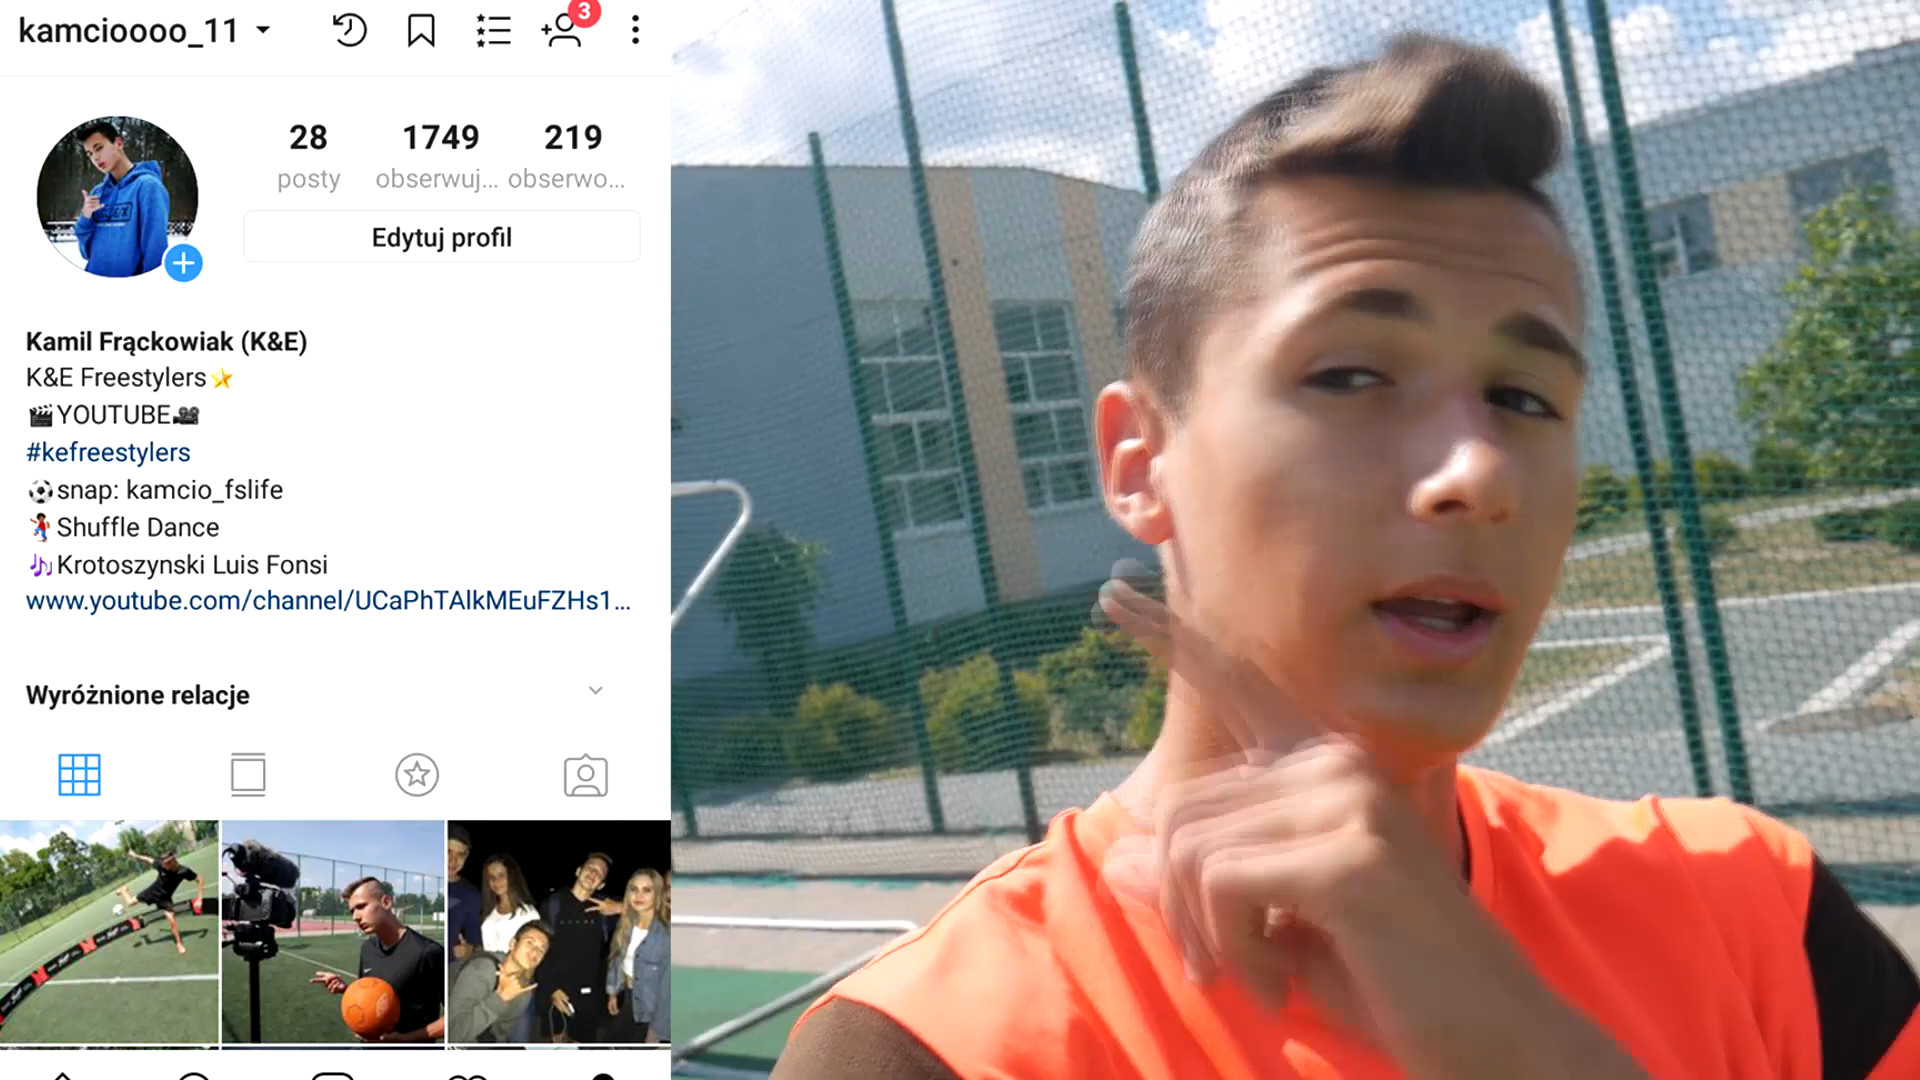 kamcioooo_11
3
28 1749 219
posty obserwuj... obserwo...
Edytuj profil
Kamil Frąckowiak (K&E)
K&E Freestylers
YOUTUBE
#kefreestylers
snap: kamcio_fslife
Shuffle Dance
Krotoszynski Luis Fonsi
www.youtube.com/channel/UCaPhTAlkMEuFZHs1...
Wyróżnione relacje